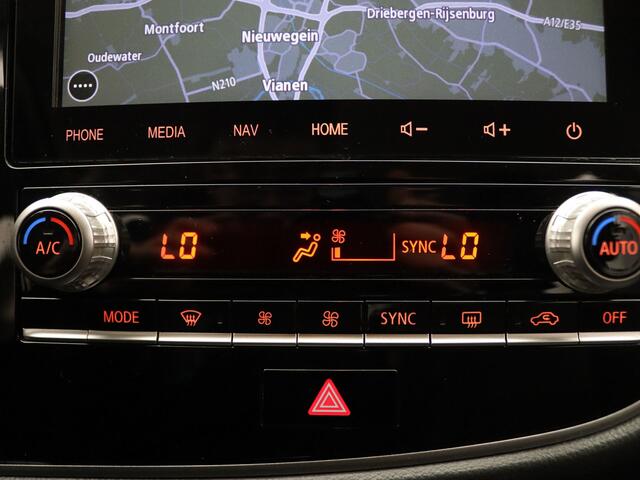 Driebergen-Rijsenburg
Montfoort
A12/E35
Nieuwegein
Oudewater
N210
Vianen
PHONE MEDIA NAV HOME
A/C LO SYNC LO AUTO
MODE SYNC OFF